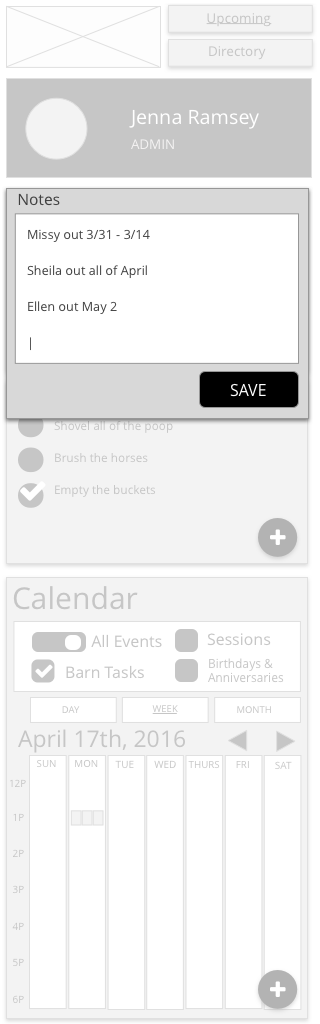 Upcoming
Directory
Jenna Ramsey
ADMIN
Notes
Missy out 3/31 - 3/14
Sheila out all of April
Ellen out May 2
SAVE
Shovel all of the poop
Brush the horses
Empty the buckets
Calendar
All Events
Sessions
Barn Tasks
Birthdays &
Anniversaries
DAY WEEK MONTH
April 17th, 2016
SUN MON TUE WED THURS FRI SAT
12P
1P
2P
3P
4P
5P
6P